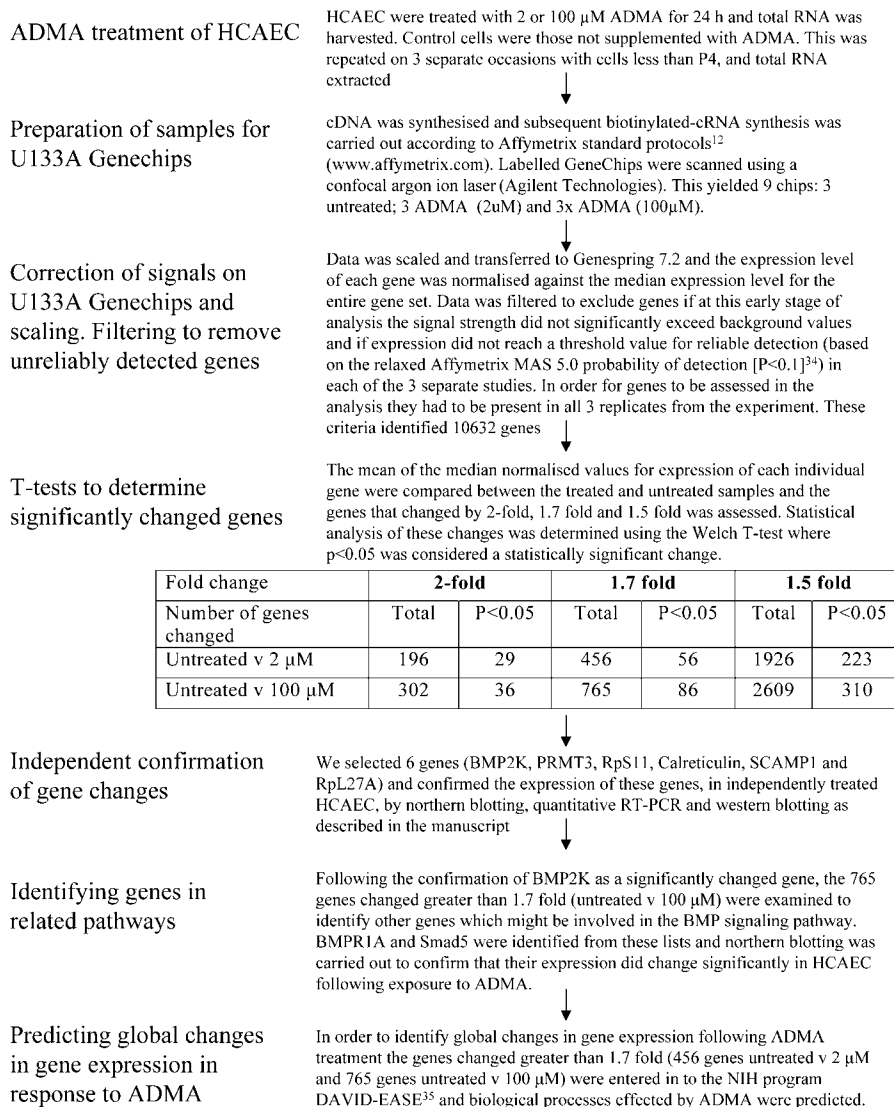 ADMA treatment of HCAEC
HCAEC were treated with 2 or 100 µM ADMA for 24 h and total RNA was
harvested. Control cells were those not supplemented with ADMA. This was
repeated on 3 separate occasions with cells less than P4, and total RNA
extracted
Preparation of samples for
U133A Genechips
cDNA was synthesised and subsequent biotinylated-cRNA synthesis was
carried out according to Affymetrix standard protocols12
(www.affymetrix.com). Labelled GeneChips were scanned using a
confocal argon ion laser (Agilent Technologies). This yielded 9 chips: 3
untreated; 3 ADMA (2uM) and 3x ADMA (100µM).
Correction of signals on
U133A Genechips and
scaling. Filtering to remove
unreliably detected genes
Data was scaled and transferred to Genespring 7.2 and the expression level
of each gene was normalised against the median expression level for the
entire gene set. Data was filtered to exclude genes if at this early stage of
analysis the signal strength did not significantly exceed background values
and if expression did not reach a threshold value for reliable detection (based
on the relaxed Affymetrix MAS 5.0 probability of detection [P<0.1]34) in
each of the 3 separate studies. In order for genes to be assessed in the
analysis they had to be present in all 3 replicates from the experiment. These
criteria identified 10632 genes
T-tests to determine
significantly changed genes
The mean of the median normalised values for expression of each individual
gene were compared between the treated and untreated samples and the
genes that changed by 2-fold, 1.7 fold and 1.5 fold was assessed. Statistical
analysis of these changes was determined using the Welch T-test where
p<0.05 was considered a statistically significant change.
Fold change 2-fold 1.7 fold 1.5 fold
Number of genes changed Total P<0.05 Total P<0.05 Total P<0.05
Untreated v 2 µM 196 29 456 56 1926 223
Untreated v 100 µM 302 36 765 86 2609 310
Independent confirmation
of gene changes
We selected 6 genes (BMP2K, PRMT3, RpS11, Calreticulin, SCAMP1 and
RpL27A) and confirmed the expression of these genes, in independently treated
HCAEC, by northern blotting, quantitative RT-PCR and western blotting as
described in the manuscript
Identifying genes in
related pathways
Following the confirmation of BMP2K as a significantly changed gene, the 765
genes changed greater than 1.7 fold (untreated v 100 µM) were examined to
identify other genes which might be involved in the BMP signaling pathway.
BMPR1A and Smad5 were identified from these lists and northern blotting was
carried out to confirm that their expression did change significantly in HCAEC
following exposure to ADMA.
Predicting global changes
in gene expression in
response to ADMA
In order to identify global changes in gene expression following ADMA
treatment the genes changed greater than 1.7 fold (456 genes untreated v 2 µM
and 765 genes untreated v 100 µM) were entered in to the NIH program
DAVID-EASE35 and biological processes effected by ADMA were predicted.